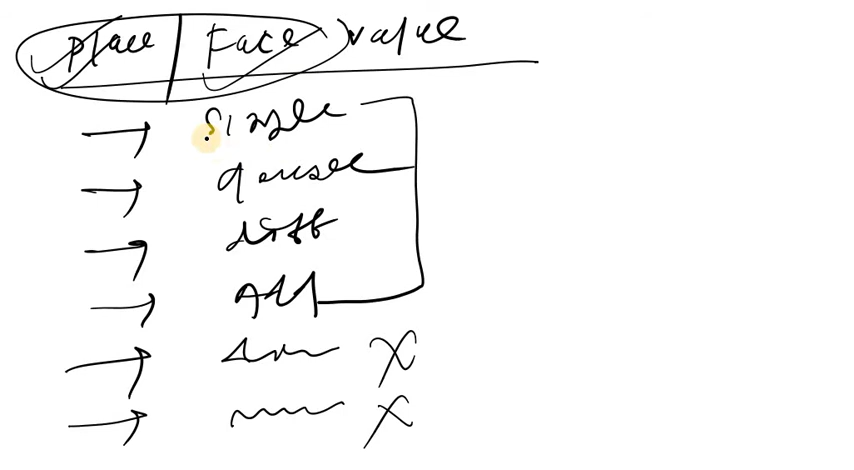 Place | Face value
→ Single
→ double
→ diff
→ All
→ X
→ X